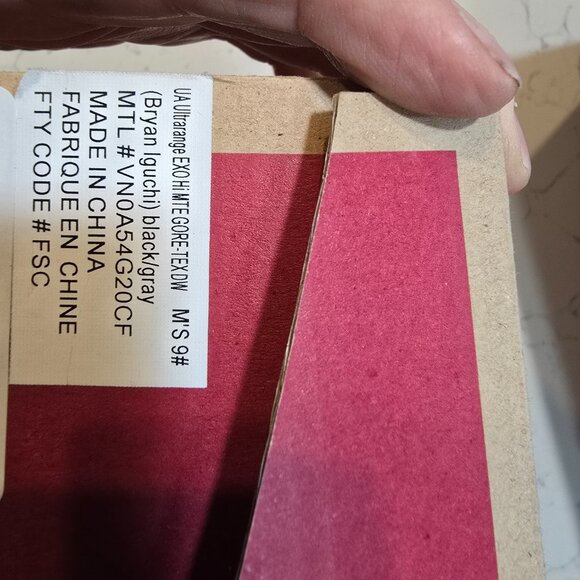 UA Ultrarange EXO Hi MTE GORE-TEX DW M'S 9#
(Bryan Iguchi) black/gray
MTL # VN0A54G20CF
MADE IN CHINA
FABRIQUE EN CHINE
FTY CODE # FSC